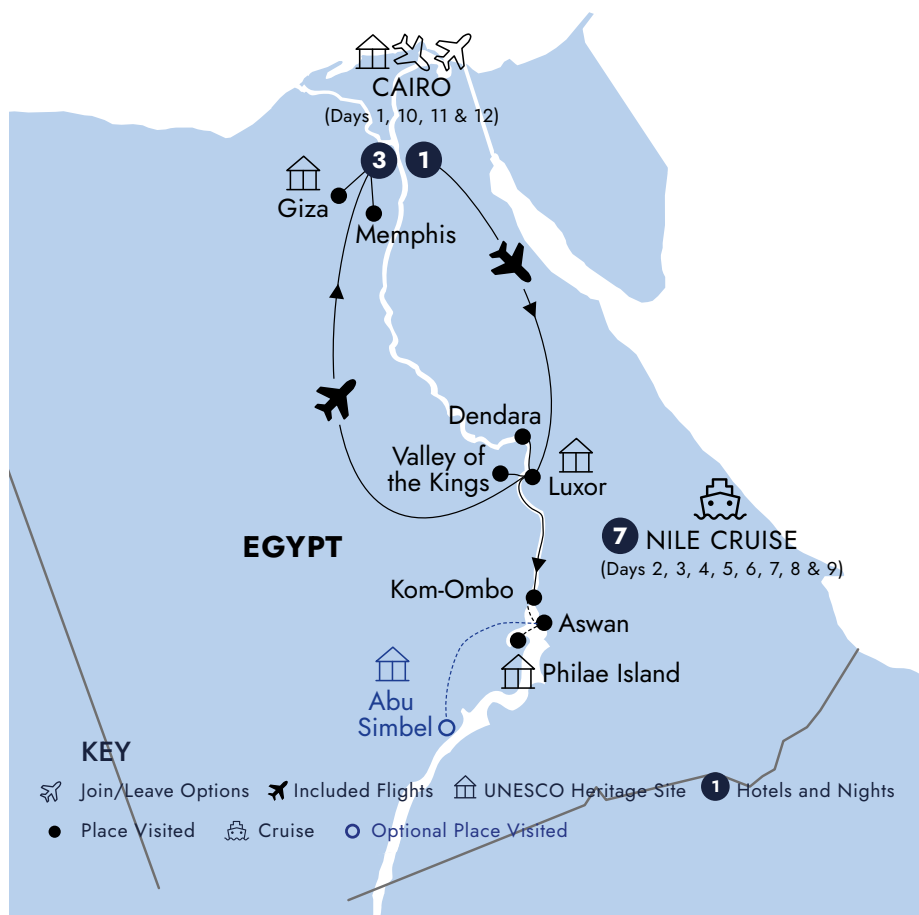 CAIRO
(Days 1, 10, 11 & 12)
3
1
Giza
Memphis
Dendara
Valley of
the Kings
Luxor
EGYPT
7
NILE CRUISE
(Days 2, 3, 4, 5, 6, 7, 8 & 9)
Kom-Ombo
Aswan
Philae Island
Abu
Simbel
KEY
Join/Leave Options
Included Flights
UNESCO Heritage Site
1
Hotels and Nights
Place Visited
Cruise
Optional Place Visited